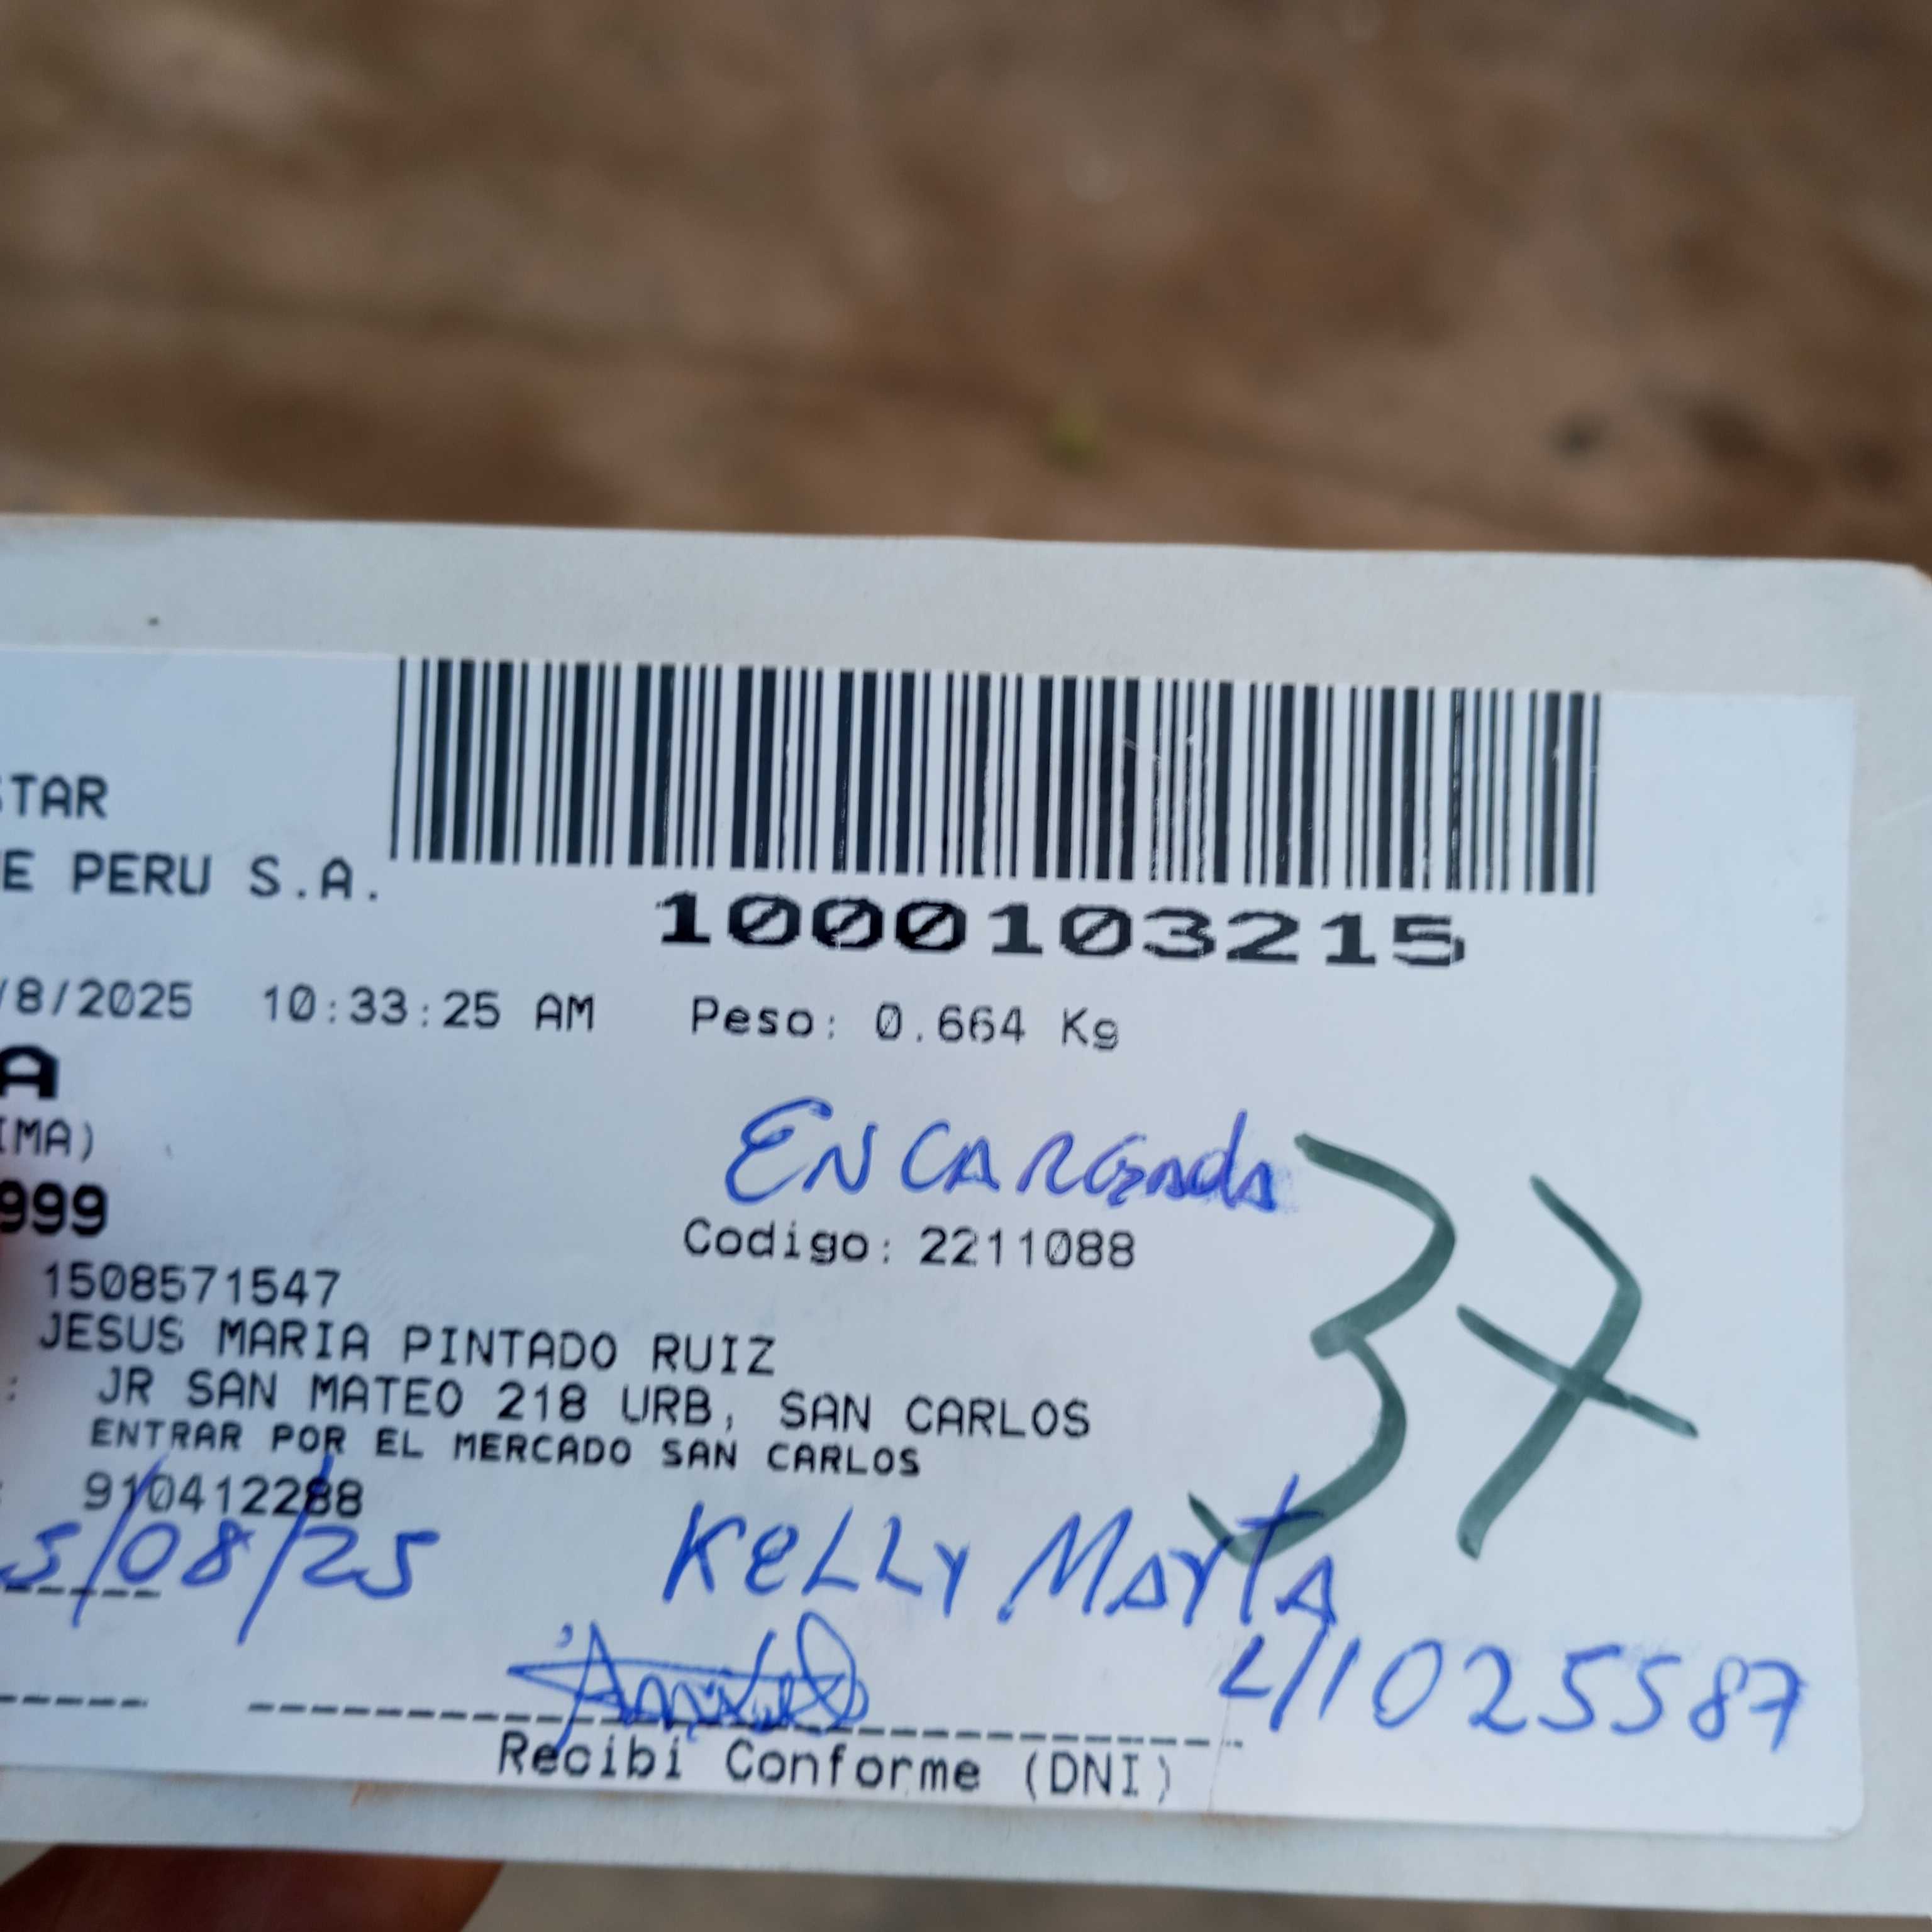 STAR
E PERU S.A.
1000103215
/8/2025 10:33:25 AM Peso: 0.664 Kg
A
IMA)
ENCARGADA
999
Codigo: 2211088
1508571547
JESUS MARIA PINTADO RUIZ
: JR SAN MATEO 218 URB, SAN CARLOS
ENTRAR POR EL MERCADO SAN CARLOS
: 910412288
37
5/08/25
KELLY MAYTA
41025587
Recibi Conforme (DNI)